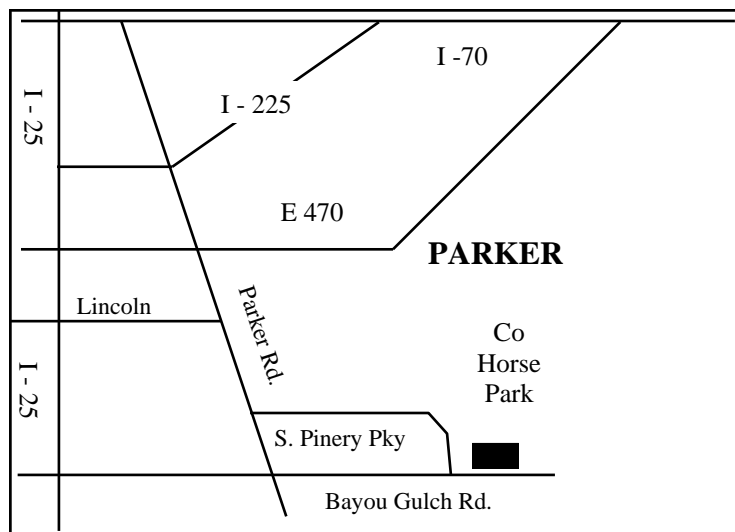 I -70
I - 25
I - 225
E 470
PARKER
Lincoln
Parker Rd.
Co
Horse
Park
I - 25
S. Pinery Pky
Bayou Gulch Rd.